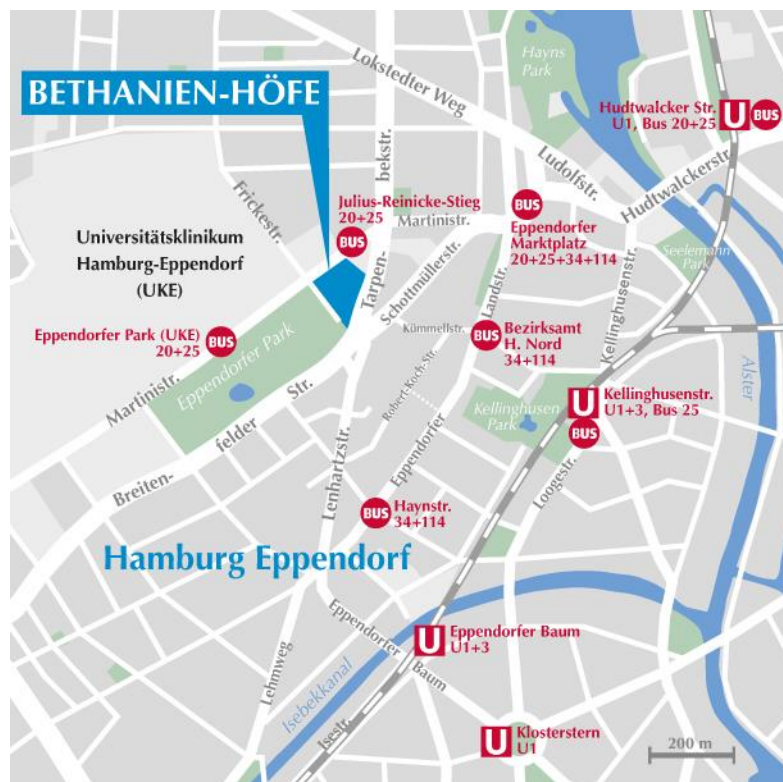 Hayns
Park
Lokstedter Weg
BETHANIEN-HÖFE
Hudtwalcker Str.
U1, Bus 20+25
U
BUS
bekstr.
Ludolfstr.
Hudtwalckerstr.
Frickestr.
Julius-Reinicke-Stieg
20+25
BUS
Martinistr.
BUS
Eppendorfer
Marktplatz
20+25+34+114
Universitätsklinikum
Hamburg-Eppendorf
(UKE)
Tarpen-
Schottmüllerstr.
Landstr.
Kellinghusenstr.
Seelemann
Park
Eppendorfer Park (UKE)
20+25
BUS
Kümmellstr.
BUS
Bezirksamt
H. Nord
34+114
Eppendorfer Park
Martinistr.
Robert-Koch-Str.
Alster
Kellinghusen
Park
U
Kellinghusenstr.
U1+3, Bus 25
BUS
Breiten-
felder
Str.
Lenhartzstr.
Eppendorfer
Loogestr.
BUS
Haynstr.
34+114
Hamburg Eppendorf
Eppendorfer
Baum
U
Eppendorfer Baum
U1+3
Lehmweg
Isebekkanal
Isestr.
U
Klosterstern
U1
200 m